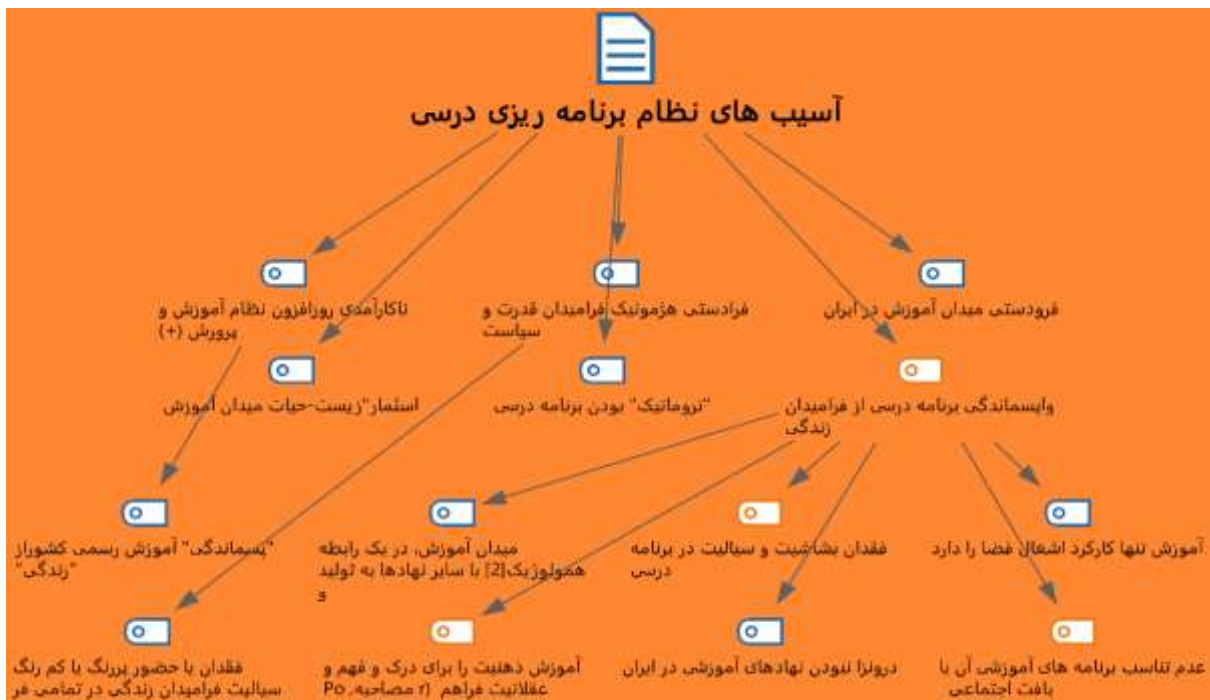 آسیب های نظام برنامه ریزی درسی
فرودستی میدان آموزش در ایران
فرادستی هژمونیک فرامیدان قدرت و
سیاست
ناکارآمدی روزافزون نظام آموزش و
پرورش (+)
واپسماندگی برنامه درسی از فرامیدان
زندگی
"تروماتیک" بودن برنامه درسی
استمار"زیست-حیات میدان آموزش
آموزش تنها کارکرد اشغال فضا را دارد
فقدان بشاشیت و سیالیت در برنامه
درسی
میدان آموزش، در یک رابطه
همولوژیک[2] با سایر نهادها به تولید
و
"پسماندگی" آموزش رسمی کشوراز
"زندگی"
عدم تناسب برنامه های آموزشی آن با
بافت اجتماعی
درونزا نبودن نهادهای آموزشی در ایران
آموزش ذهنیت را برای درک و فهم و
عقلانیت فراهم (r مصاحبه, Po
فقدان یا حضور پررنگ یا کم رنگ
سیالیت فرامیدان زندگی در تمامی فر